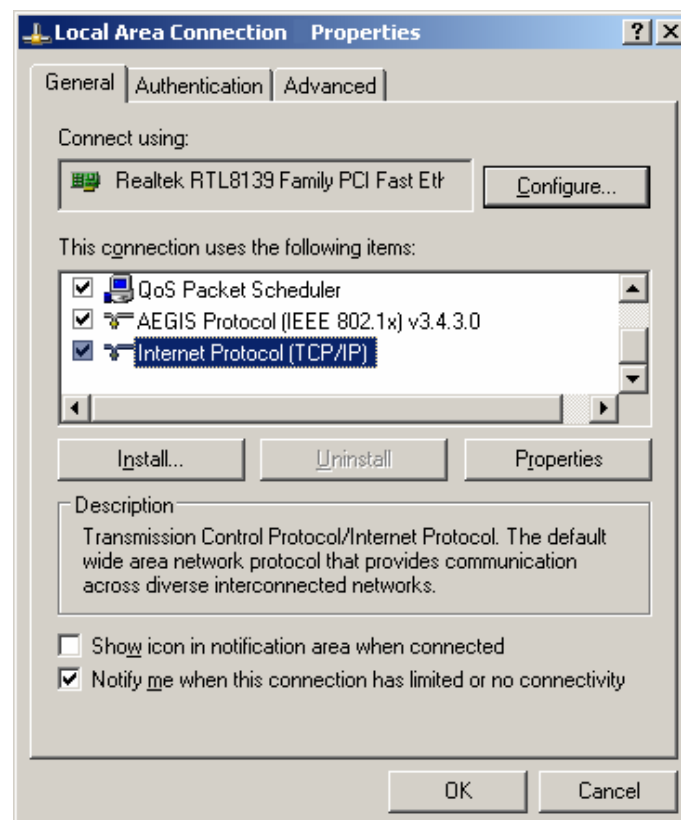 Local Area Connection Properties
General Authentication Advanced
Connect using:
Realtek RTL8139 Family PCI Fast Eth
Configure...
This connection uses the following items:
QoS Packet Scheduler
AEGIS Protocol (IEEE 802.1x) v3.4.3.0
Internet Protocol (TCP/IP)
Install... Uninstall Properties
Description
Transmission Control Protocol/Internet Protocol. The default
wide area network protocol that provides communication
across diverse interconnected networks.
Show icon in notification area when connected
Notify me when this connection has limited or no connectivity
OK Cancel